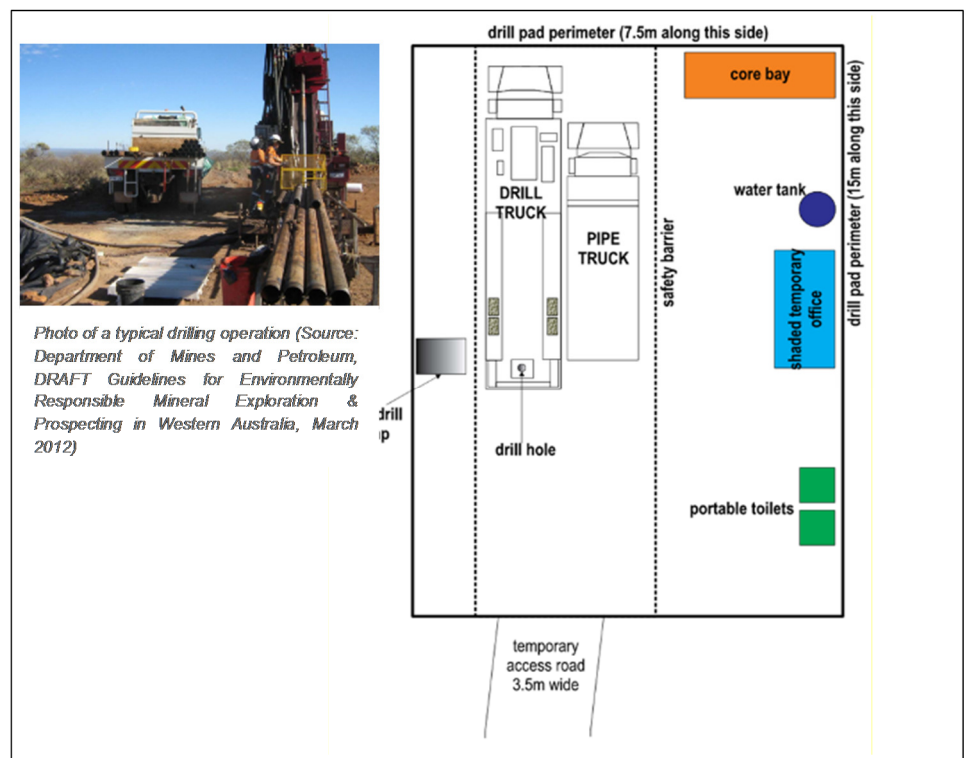 drill pad perimeter (7.5m along this side)
core bay
drill pad perimeter (15m along this side)
water tank
DRILL
TRUCK
PIPE
TRUCK
safety barrier
shaded temporary
office
Photo of a typical drilling operation (Source:
Department of Mines and Petroleum,
DRAFT Guidelines for Environmentally
Responsible Mineral Exploration &
Prospecting in Western Australia, March
2012)
drill
drill hole
portable toilets
temporary
access road
3.5m wide